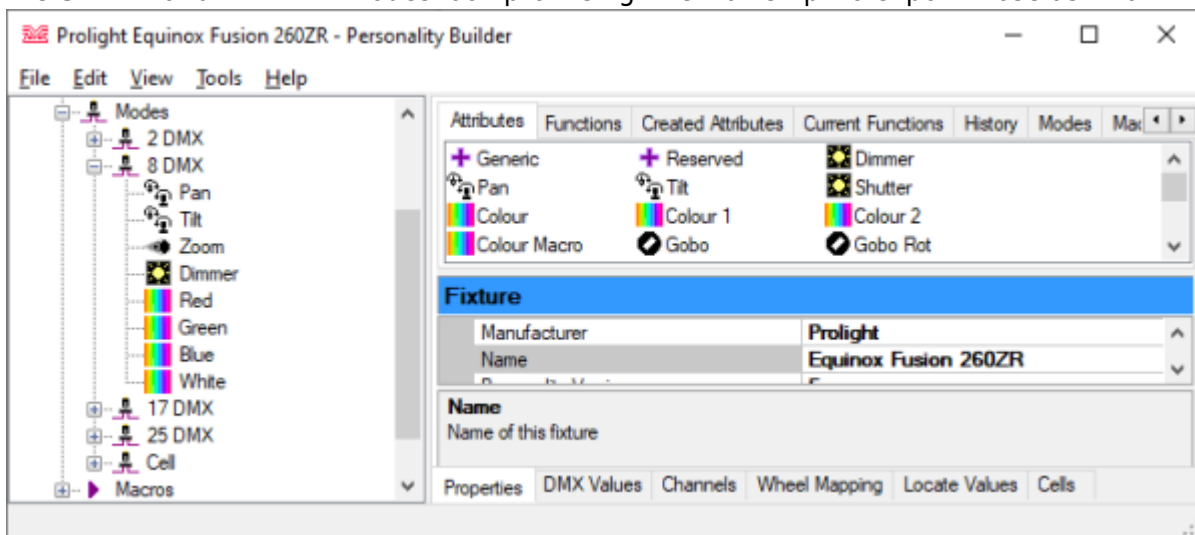 Prolight Equinox Fusion 260ZR - Personality Builder
File Edit View Tools Help
Modes
2 DMX
8 DMX
Pan
Tilt
Zoom
Dimmer
Red
Green
Blue
White
17 DMX
25 DMX
Cell
Macros
Attributes Functions Created Attributes Current Functions History Modes
Generic Reserved Dimmer
Pan Tilt Shutter
Colour Colour 1 Colour 2
Colour Macro Gobo Gobo Rot
Fixture
Manufacturer Prolight
Name Equinox Fusion 260ZR
Name
Name of this fixture
Properties DMX Values Channels Wheel Mapping Locate Values Cells